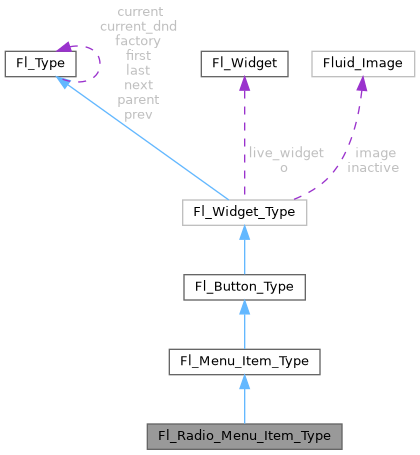 current
current_dnd
factory
first
last
next
parent
prev
Fl_Type
Fl_Widget
Fluid_Image
live_widget
o
image
inactive
Fl_Widget_Type
Fl_Button_Type
Fl_Menu_Item_Type
Fl_Radio_Menu_Item_Type